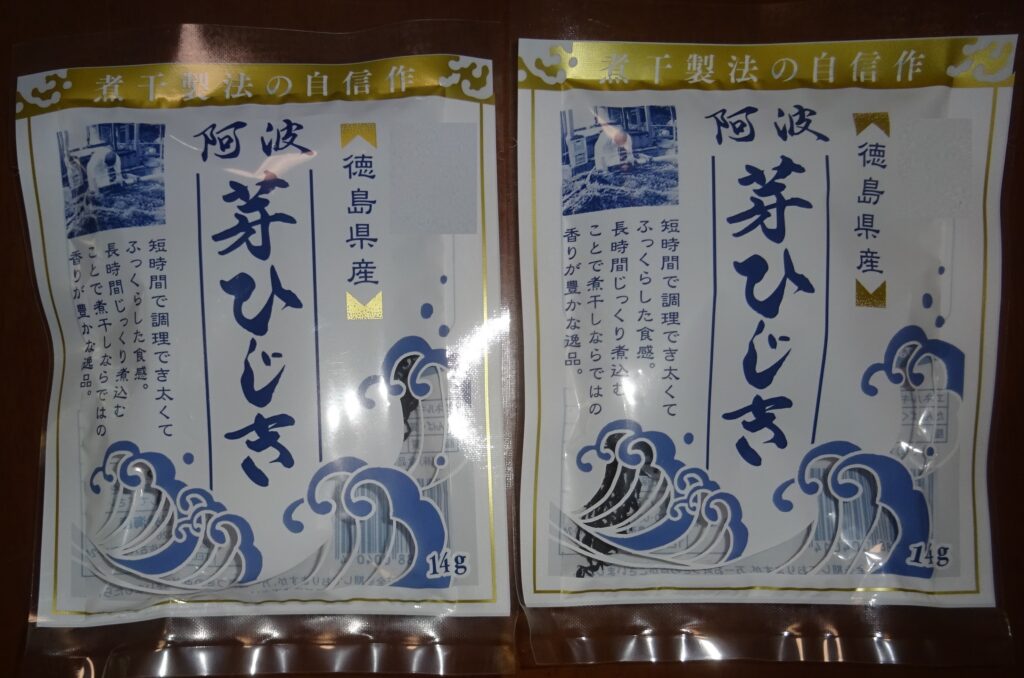 煮干製法の自信作
徳島県産
阿波
芽ひじき
短時間で調理でき太くて
ふっくらした食感。
長時間じっくり煮込む
ことで煮干しならではの
香りが豊かな逸品。
14g
煮干製法の自信作
徳島県産
阿波
芽ひじき
短時間で調理でき太くて
ふっくらした食感。
長時間じっくり煮込む
ことで煮干しならではの
香りが豊かな逸品。
14g